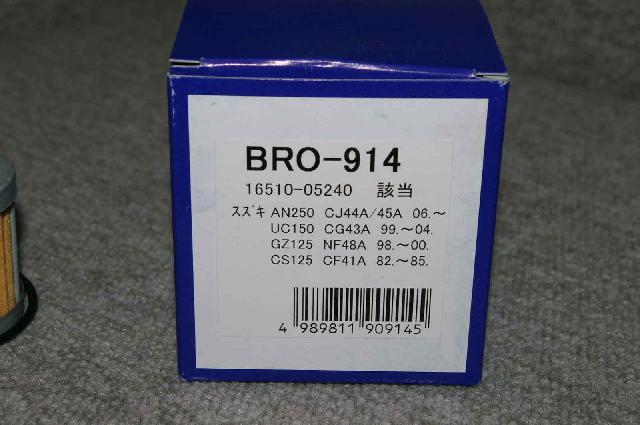 BRO-914
16510-05240 該当
スズキ AN250 CJ44A/45A 06.～
UC150 CG43A 99.～04.
GZ125 NF48A 98.～00.
CS125 CF41A 82.～85.
4 989811 909145